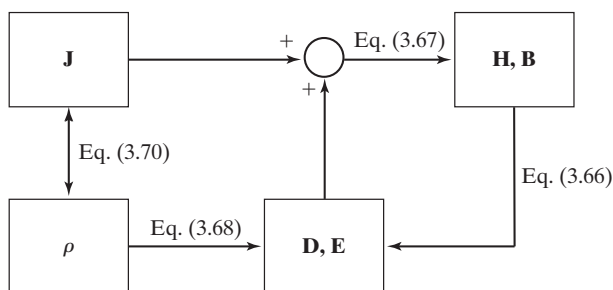 +
Eq. (3.67)
J
H, B
+
Eq. (3.70)
Eq. (3.66)
Eq. (3.68)
ρ
D, E